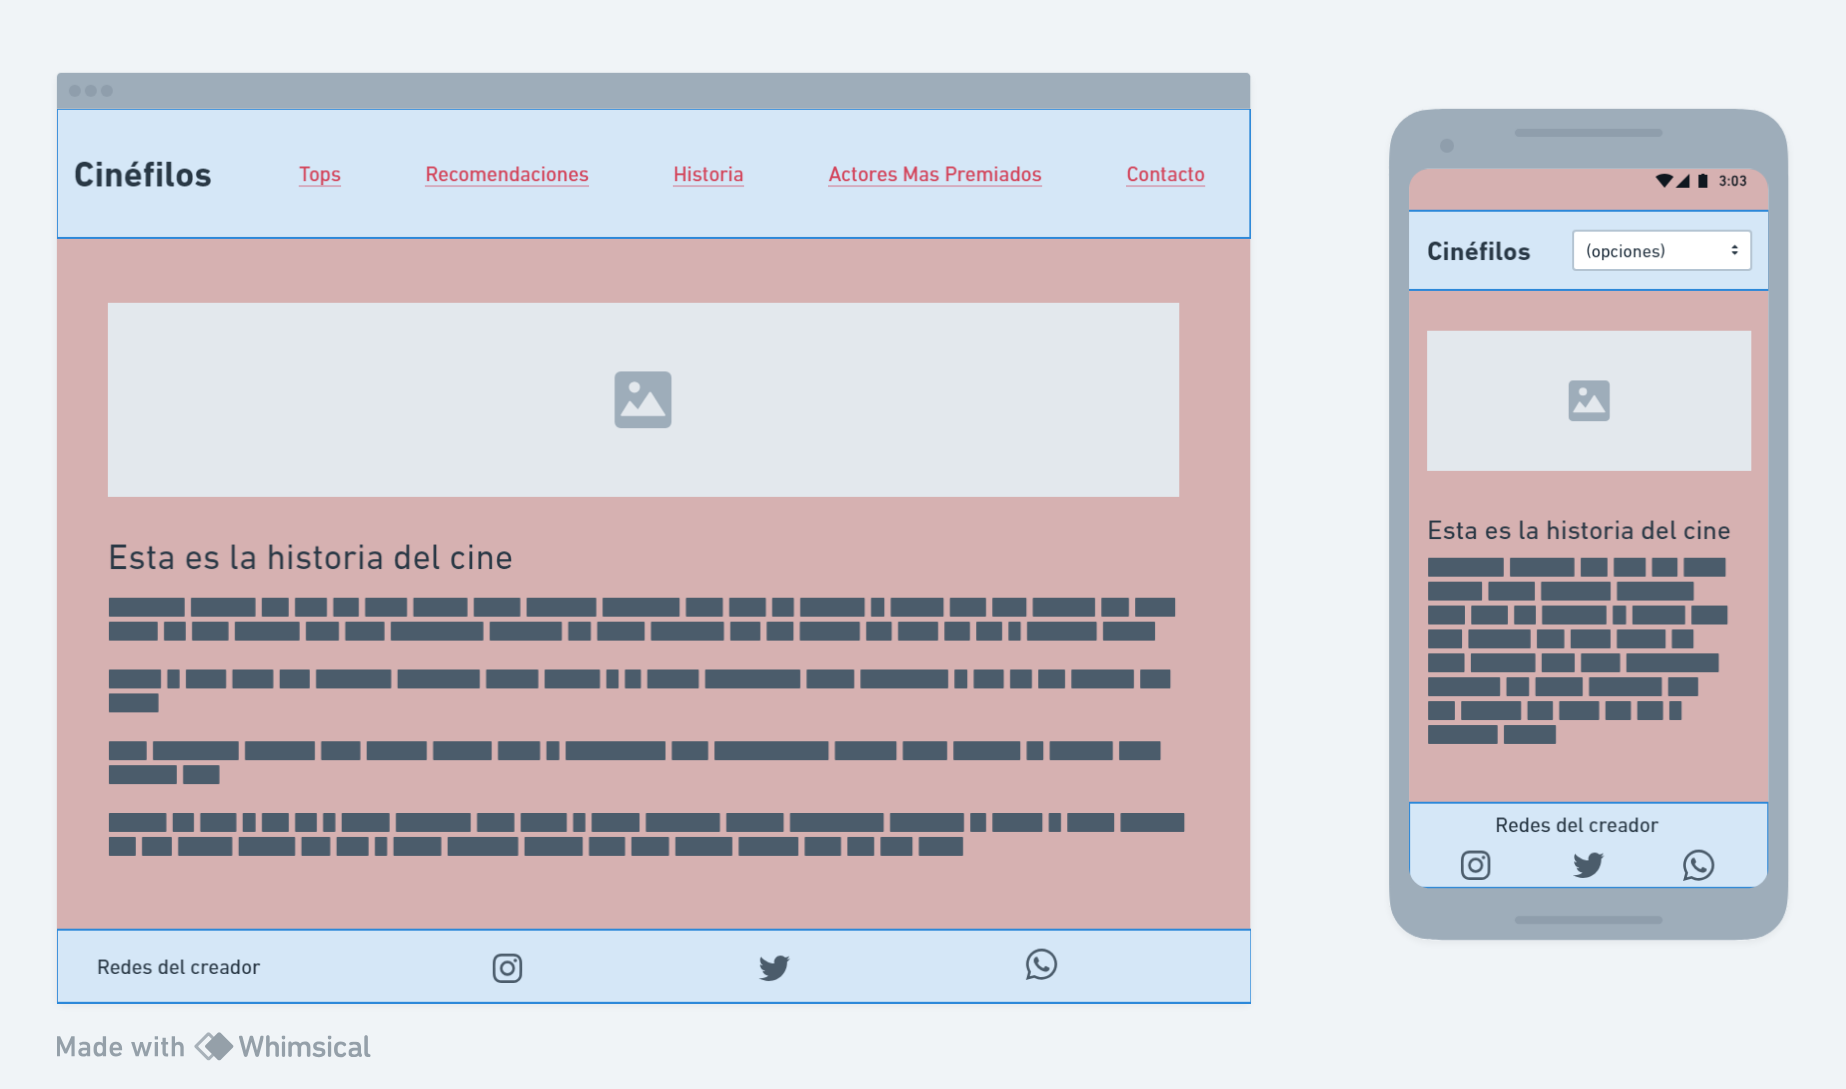 Cinéfilos
Tops
Recomendaciones
Historia
Actores Mas Premiados
Contacto
Esta es la historia del cine
Redes del creador
3:03
Cinéfilos
(opciones)
Esta es la historia del cine
Redes del creador
Made with Whimsical